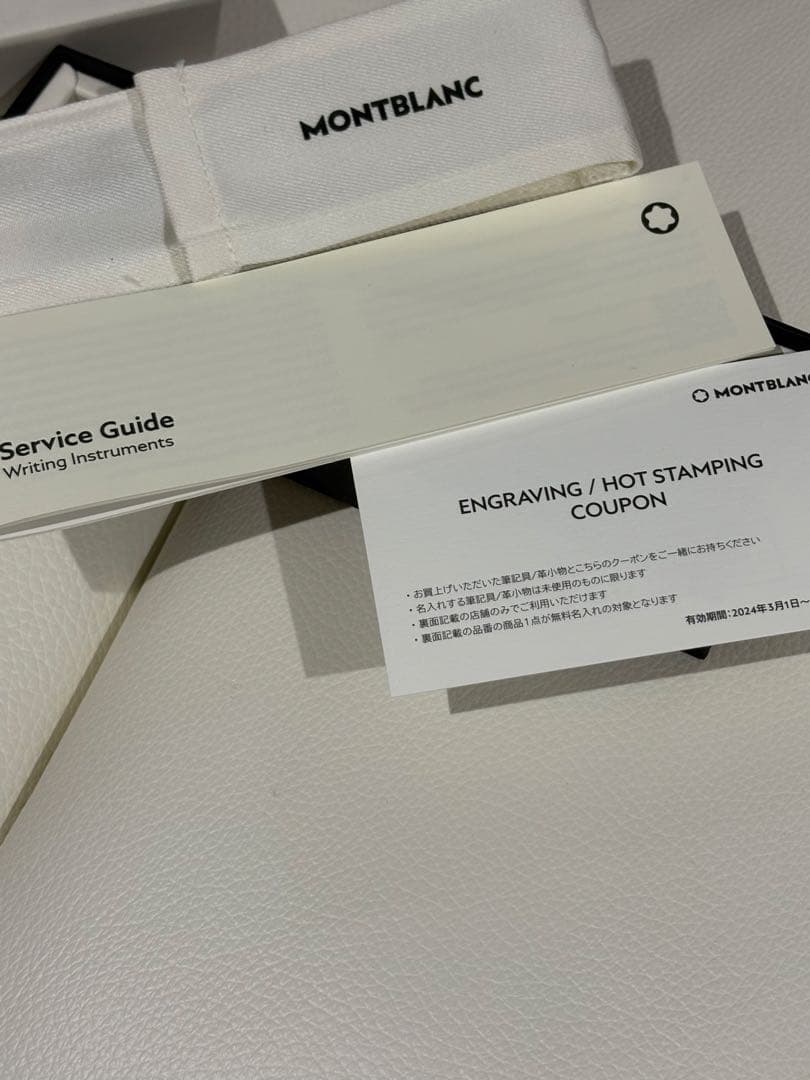 MONTBLANC
Service Guide
Writing Instruments
MONTBLANC
ENGRAVING / HOT STAMPING
COUPON
・お買上げいただいた筆記具/革小物とこちらのクーポンをご一緒にお持ちください
・名入れする筆記具/革小物は未使用のものに限ります
・裏面記載の店舗のみでご利用いただけます
・裏面記載の品番の商品1点が無料名入れの対象となります
有効期間：2024年3月1日～